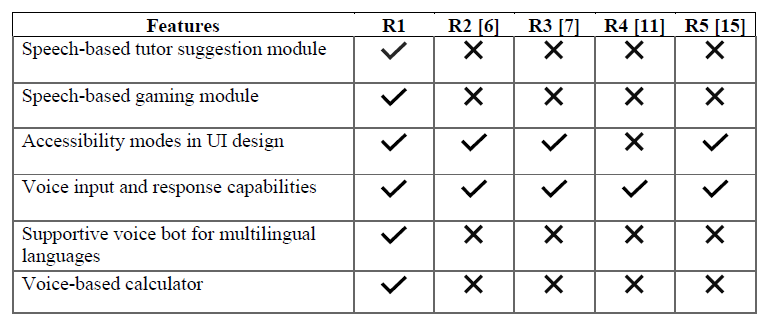 Features R1 R2 [6] R3 [7] R4 [11] R5 [15]
Speech-based tutor suggestion module ✓ ✕ ✕ ✕ ✕
Speech-based gaming module ✓ ✕ ✕ ✕ ✕
Accessibility modes in UI design ✓ ✓ ✓ ✕ ✓
Voice input and response capabilities ✓ ✓ ✓ ✓ ✓
Supportive voice bot for multilingual ✓ ✕ ✕ ✕ ✕
languages
Voice-based calculator ✓ ✕ ✕ ✕ ✕